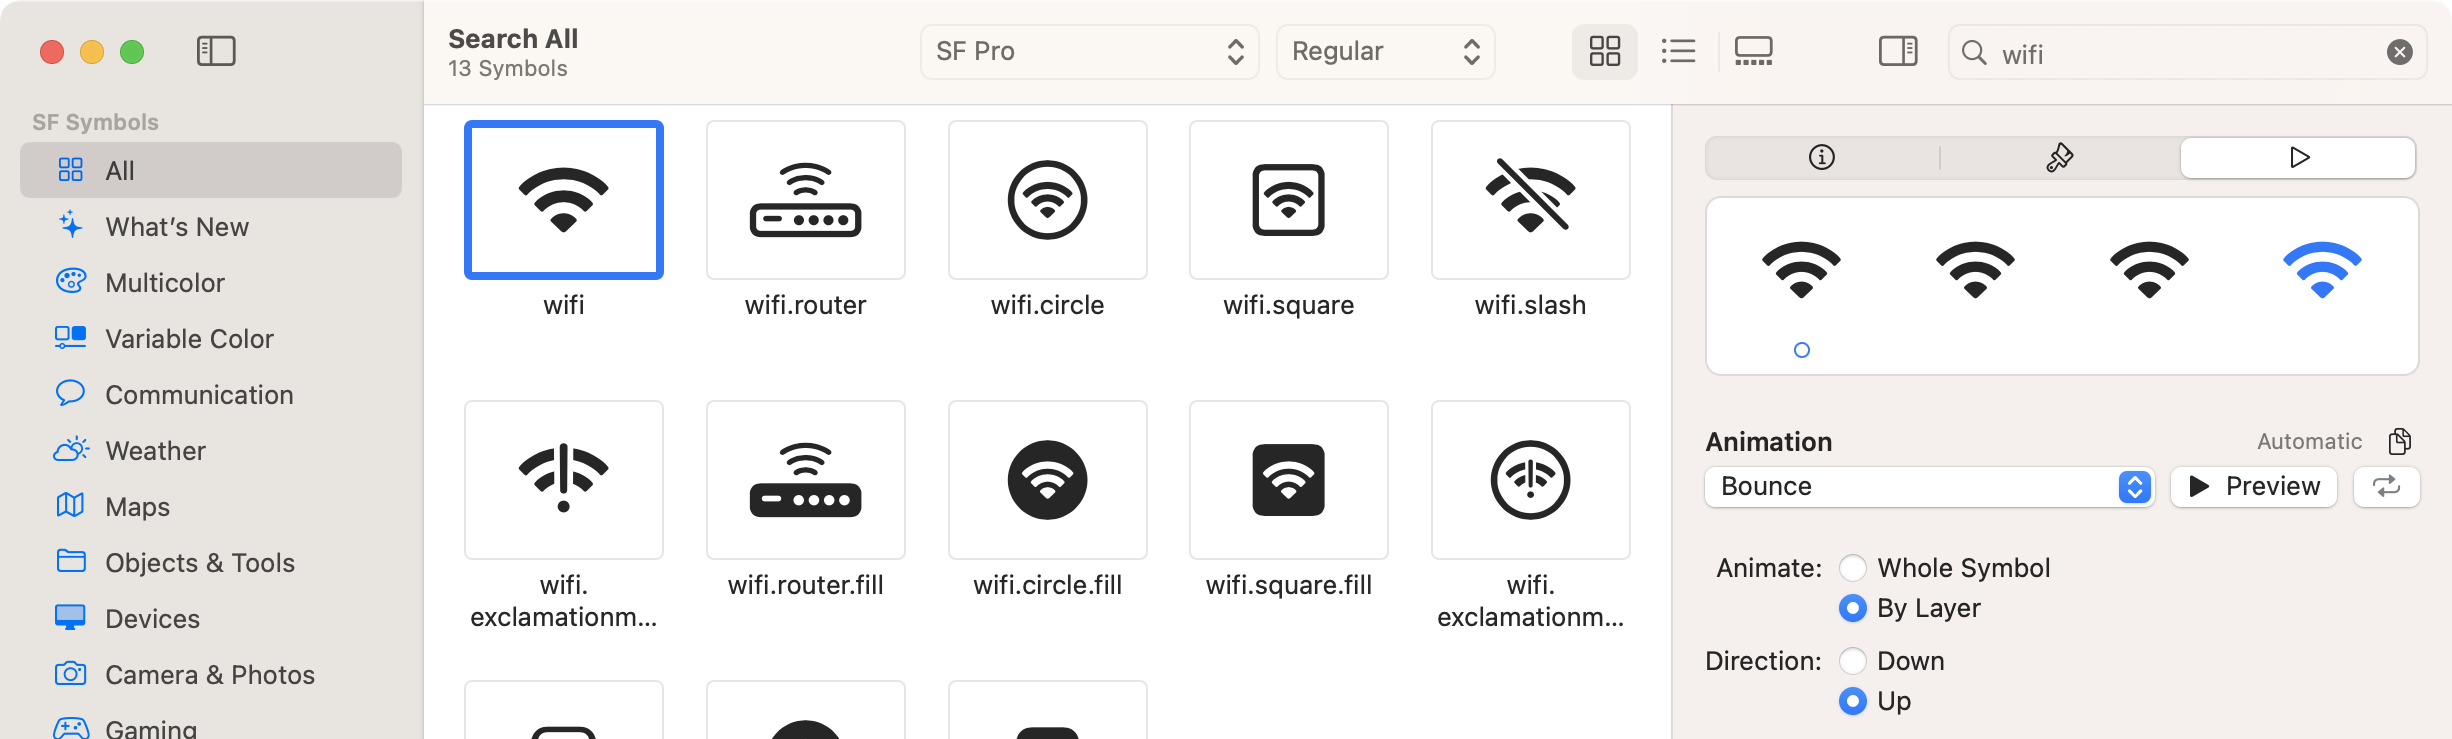 Search All
13 Symbols
SF Pro
Regular
wifi
SF Symbols
All
What's New
Multicolor
Variable Color
Communication
Weather
Maps
Objects & Tools
Devices
Camera & Photos
Gaming
wifi
wifi.router
wifi.circle
wifi.square
wifi.slash
wifi.
exclamationm...
wifi.router.fill
wifi.circle.fill
wifi.square.fill
wifi.
exclamationm...
Animation
Automatic
Bounce
Preview
Animate:
Whole Symbol
By Layer
Direction:
Down
Up